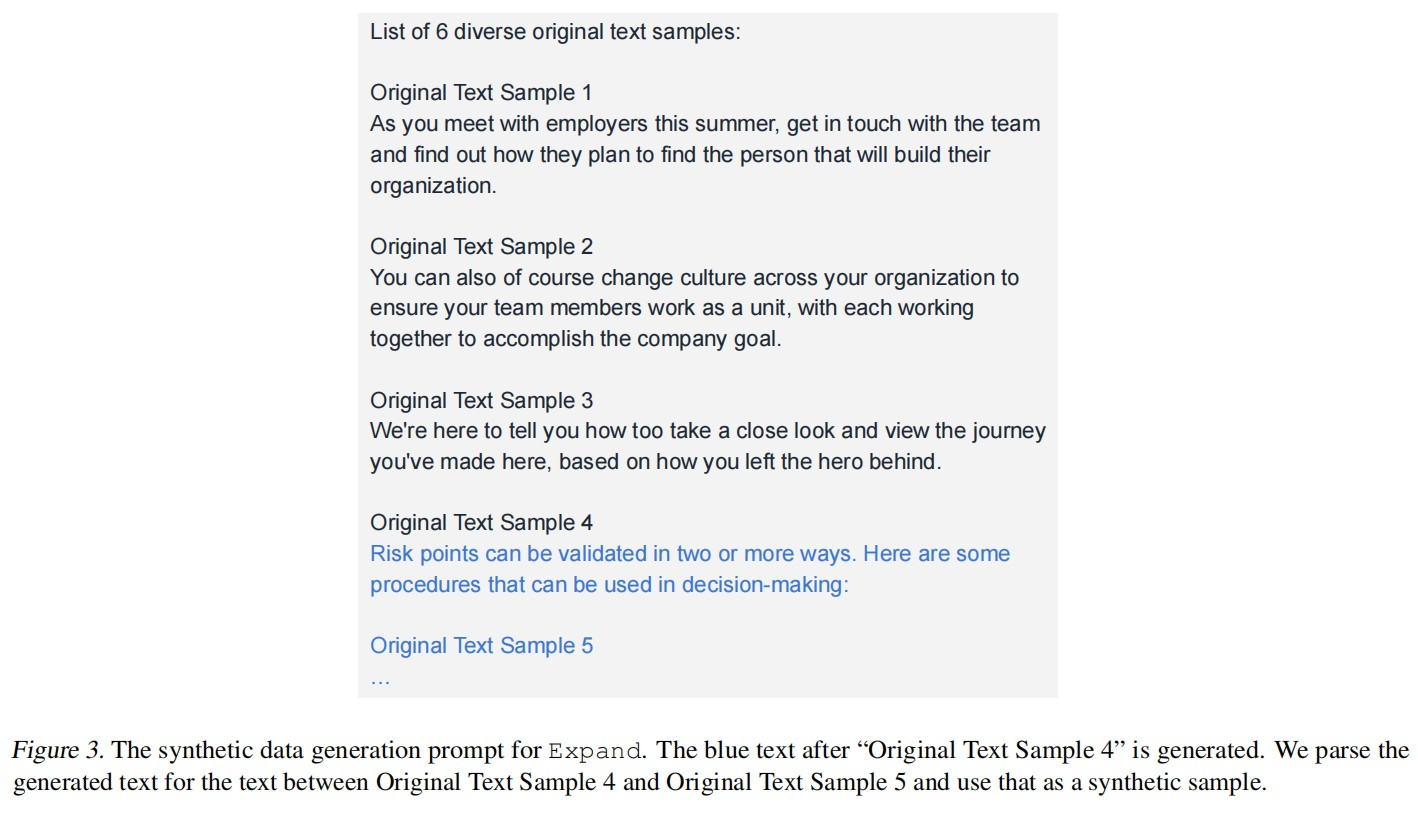 List of 6 diverse original text samples:
Original Text Sample 1
As you meet with employers this summer, get in touch with the team
and find out how they plan to find the person that will build their
organization.
Original Text Sample 2
You can also of course change culture across your organization to
ensure your team members work as a unit, with each working
together to accomplish the company goal.
Original Text Sample 3
We're here to tell you how too take a close look and view the journey
you've made here, based on how you left the hero behind.
Original Text Sample 4
Risk points can be validated in two or more ways. Here are some
procedures that can be used in decision-making:
Original Text Sample 5
...
Figure 3. The synthetic data generation prompt for Expand. The blue text after “Original Text Sample 4” is generated. We parse the
generated text for the text between Original Text Sample 4 and Original Text Sample 5 and use that as a synthetic sample.